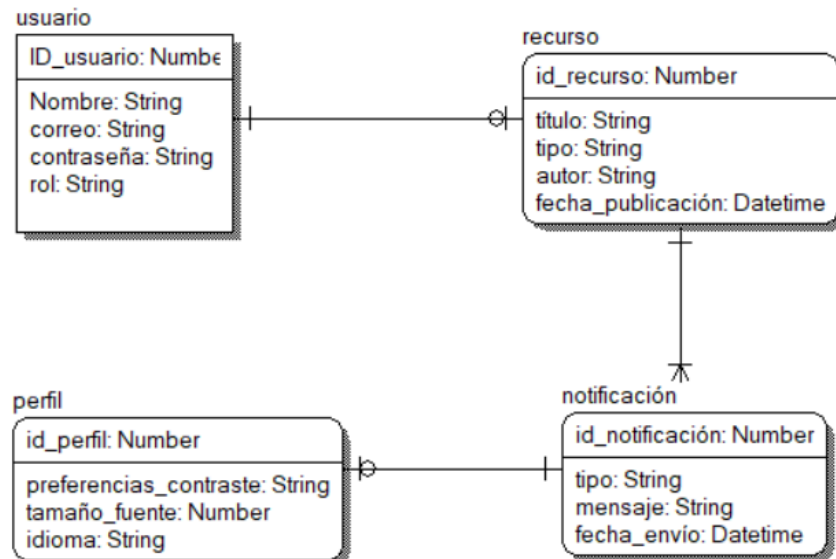 usuario
ID_usuario: Numbe
Nombre: String
correo: String
contraseña: String
rol: String
recurso
id_recurso: Number
título: String
tipo: String
autor: String
fecha_publicación: Datetime
perfil
id_perfil: Number
preferencias_contraste: String
tamaño_fuente: Number
idioma: String
notificación
id_notificación: Number
tipo: String
mensaje: String
fecha_envío: Datetime